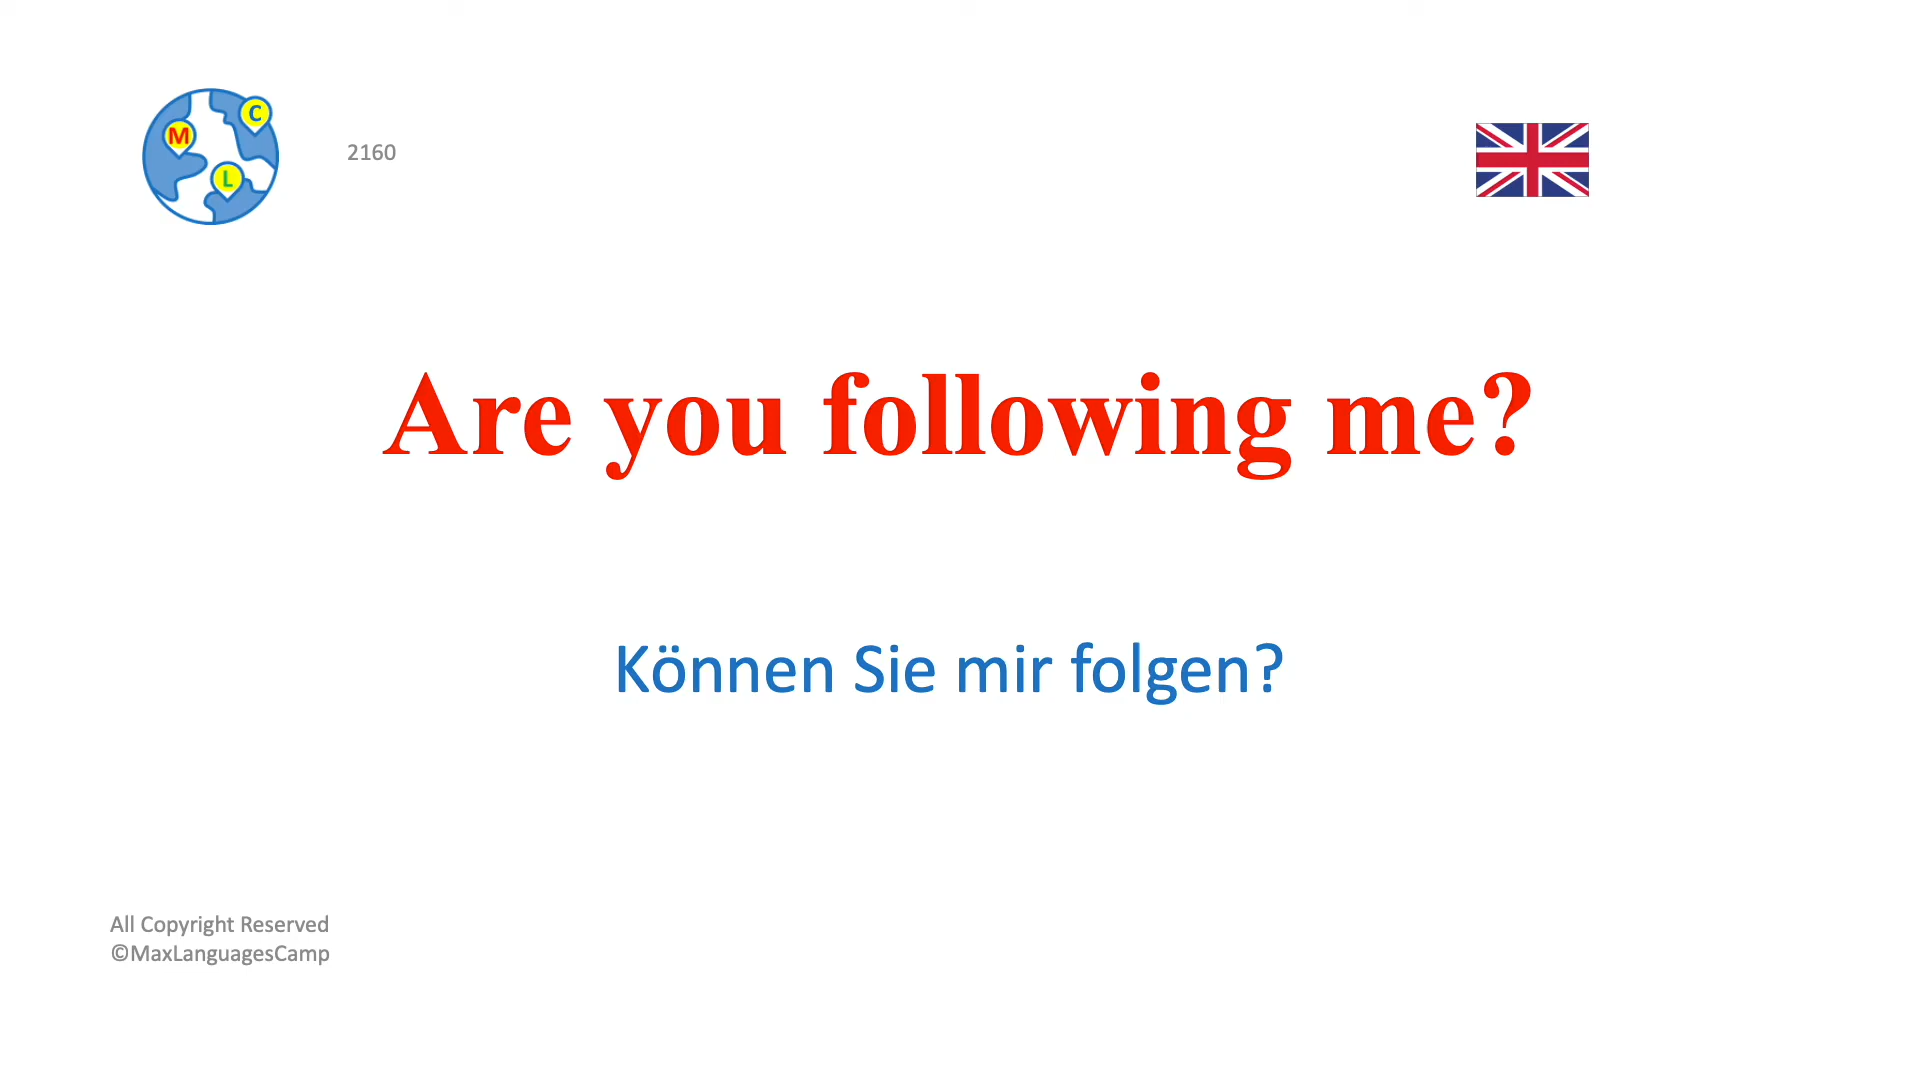 M
C
L
2160
Are you following me?
Können Sie mir folgen?
All Copyright Reserved
©MaxLanguagesCamp